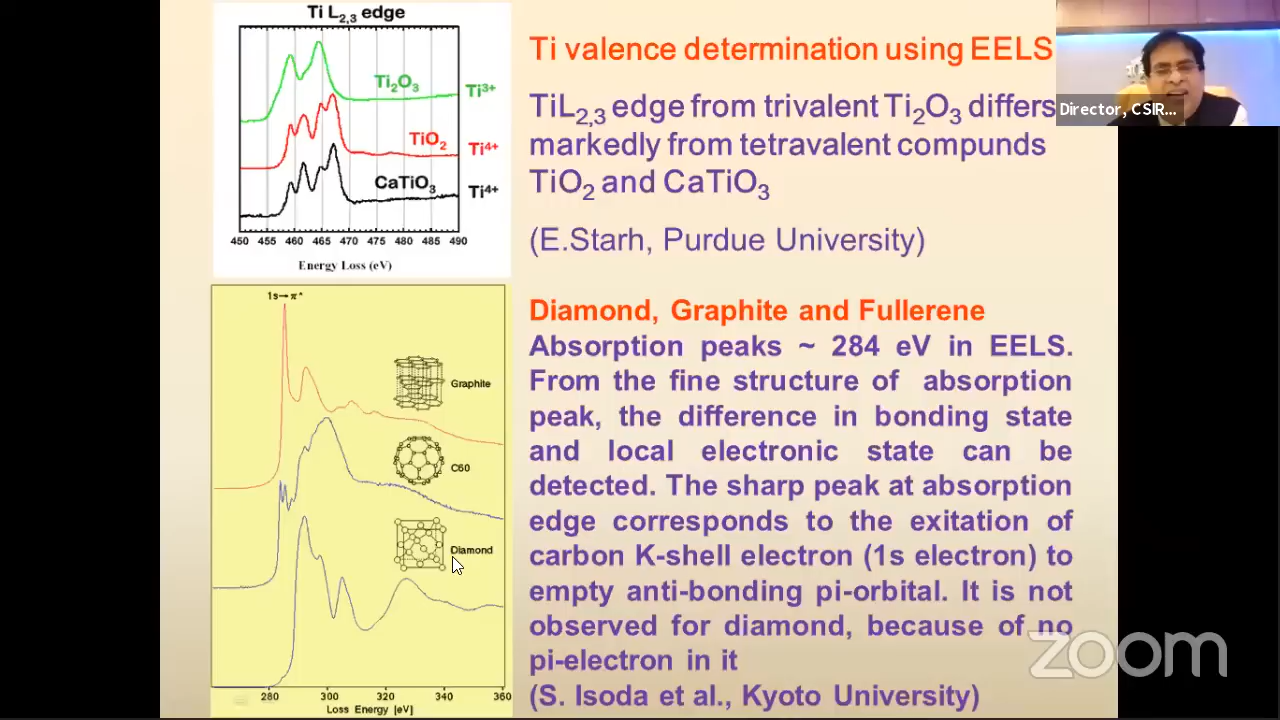 Ti L2,3 edge
Ti2O3 Ti3+
TiO2 Ti4+
CaTiO3 Ti4+
450 455 460 465 470 475 480 485 490
Energy Loss (eV)
Ti valence determination using EELS
TiL2,3 edge from trivalent Ti2O3 differs
markedly from tetravalent compunds
TiO2 and CaTiO3
(E.Starh, Purdue University)
Director, CSIR...
1s→π*
Graphite
C60
Diamond
280 300 320 340 360
Loss Energy [eV]
Diamond, Graphite and Fullerene
Absorption peaks ~ 284 eV in EELS.
From the fine structure of absorption
peak, the difference in bonding state
and local electronic state can be
detected. The sharp peak at absorption
edge corresponds to the exitation of
carbon K-shell electron (1s electron) to
empty anti-bonding pi-orbital. It is not
observed for diamond, because of no
pi-electron in it
(S. Isoda et al., Kyoto University)
zoom